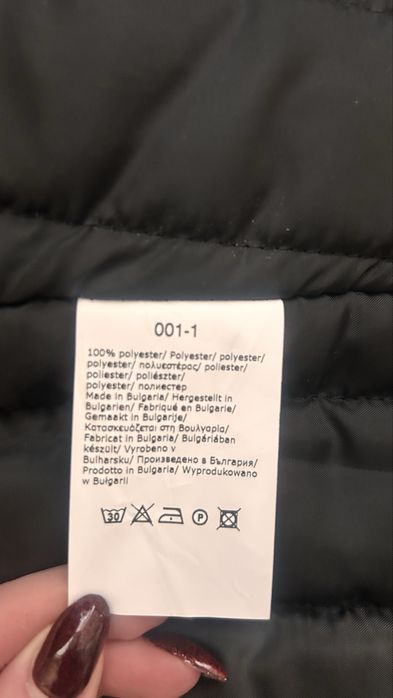 001-1
100% polyester/ Polyester/ polyester/
polyester/ πολυεστέρας/ poliester/
poliester/ poliészter/
polyester/ полиестер
Made in Bulgaria/ Hergestellt in
Bulgarien/ Fabriqué en Bulgarie/
Gemaakt in Bulgarije/
Κατασκευάζεται στη Βουλγαρία/
Fabricat in Bulgaria/ Bulgáriában
készült/ Vyrobeno v
Bulharsku/ Произведено в България/
Prodotto in Bulgaria/ Wyprodukowano
w Bułgarii
30 P